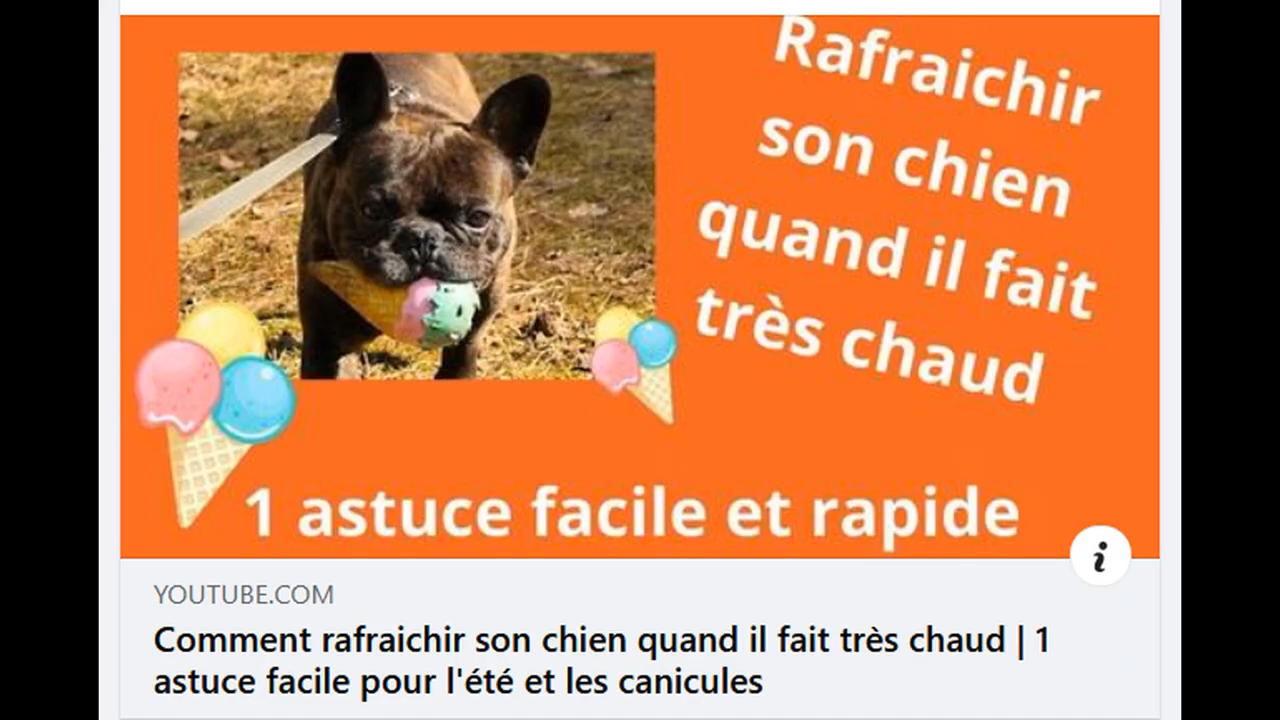 Rafraichir
son chien
quand il fait
très chaud
1 astuce facile et rapide
i
YOUTUBE.COM
Comment rafraichir son chien quand il fait très chaud | 1
astuce facile pour l'été et les canicules